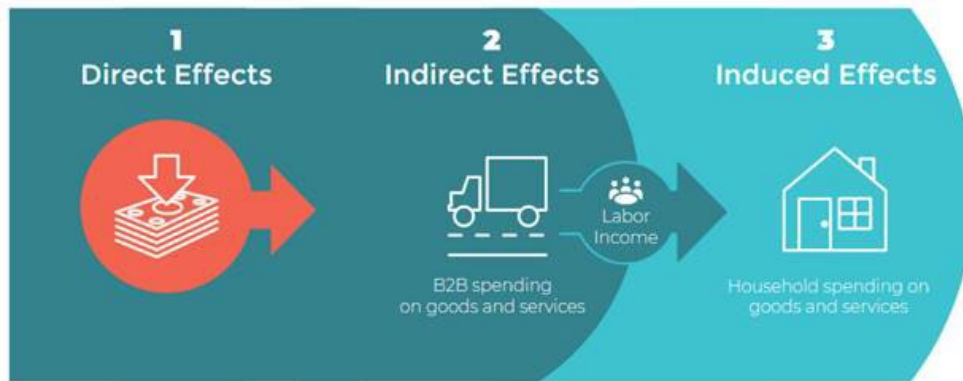 1
Direct Effects
2
Indirect Effects
B2B spending
on goods and services
Labor
Income
3
Induced Effects
Household spending on
goods and services